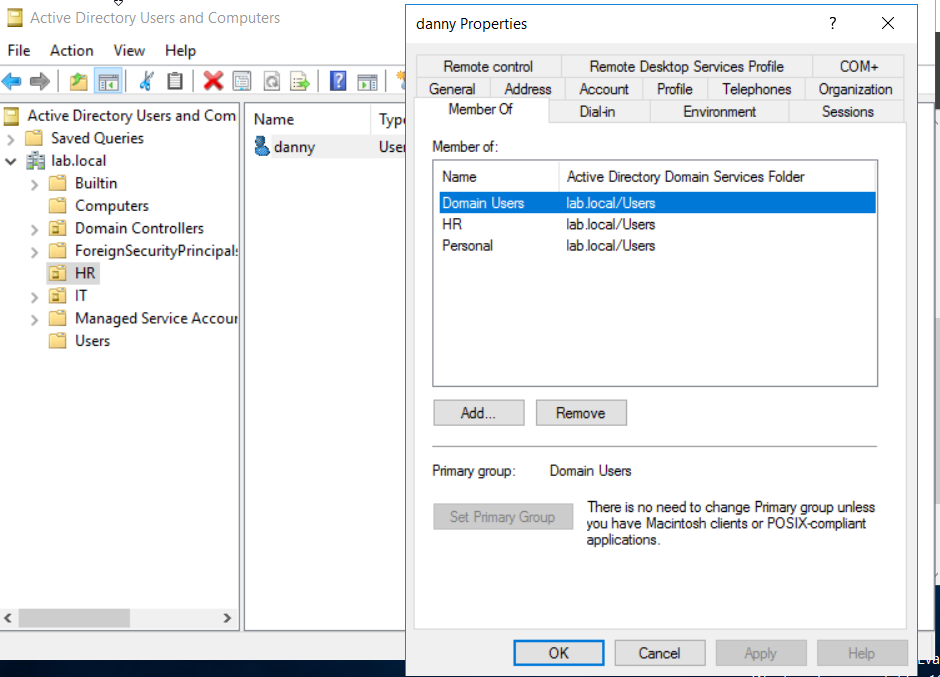 Active Directory Users and Computers
File Action View Help
Active Directory Users and Com
Saved Queries
lab.local
Builtin
Computers
Domain Controllers
ForeignSecurityPrincipals
HR
IT
Managed Service Accoun
Users
Name Type
danny User
danny Properties
? ×
Remote control Remote Desktop Services Profile COM+
General Address Account Profile Telephones Organization
Member Of Dial-in Environment Sessions
Member of:
Name Active Directory Domain Services Folder
Domain Users lab.local/Users
HR lab.local/Users
Personal lab.local/Users
Add... Remove
Primary group: Domain Users
Set Primary Group
There is no need to change Primary group unless
you have Macintosh clients or POSIX-compliant
applications.
OK Cancel Apply Help
Eva